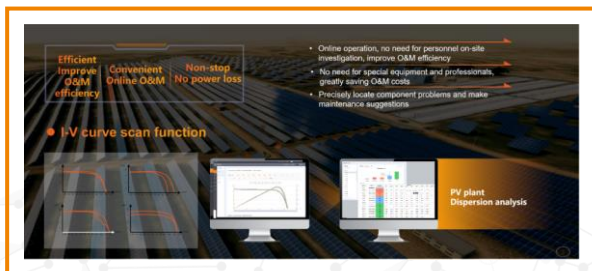 Efficient
Improve
O&M
efficiency
Convenient
Online O&M
Non-stop
No power loss
• Online operation, no need for personnel on-site
investigation, improve O&M efficiency
• No need for special equipment and professionals,
greatly saving O&M costs
• Precisely locate component problems and make
maintenance suggestions
• I-V curve scan function
PV plant
Dispersion analysis